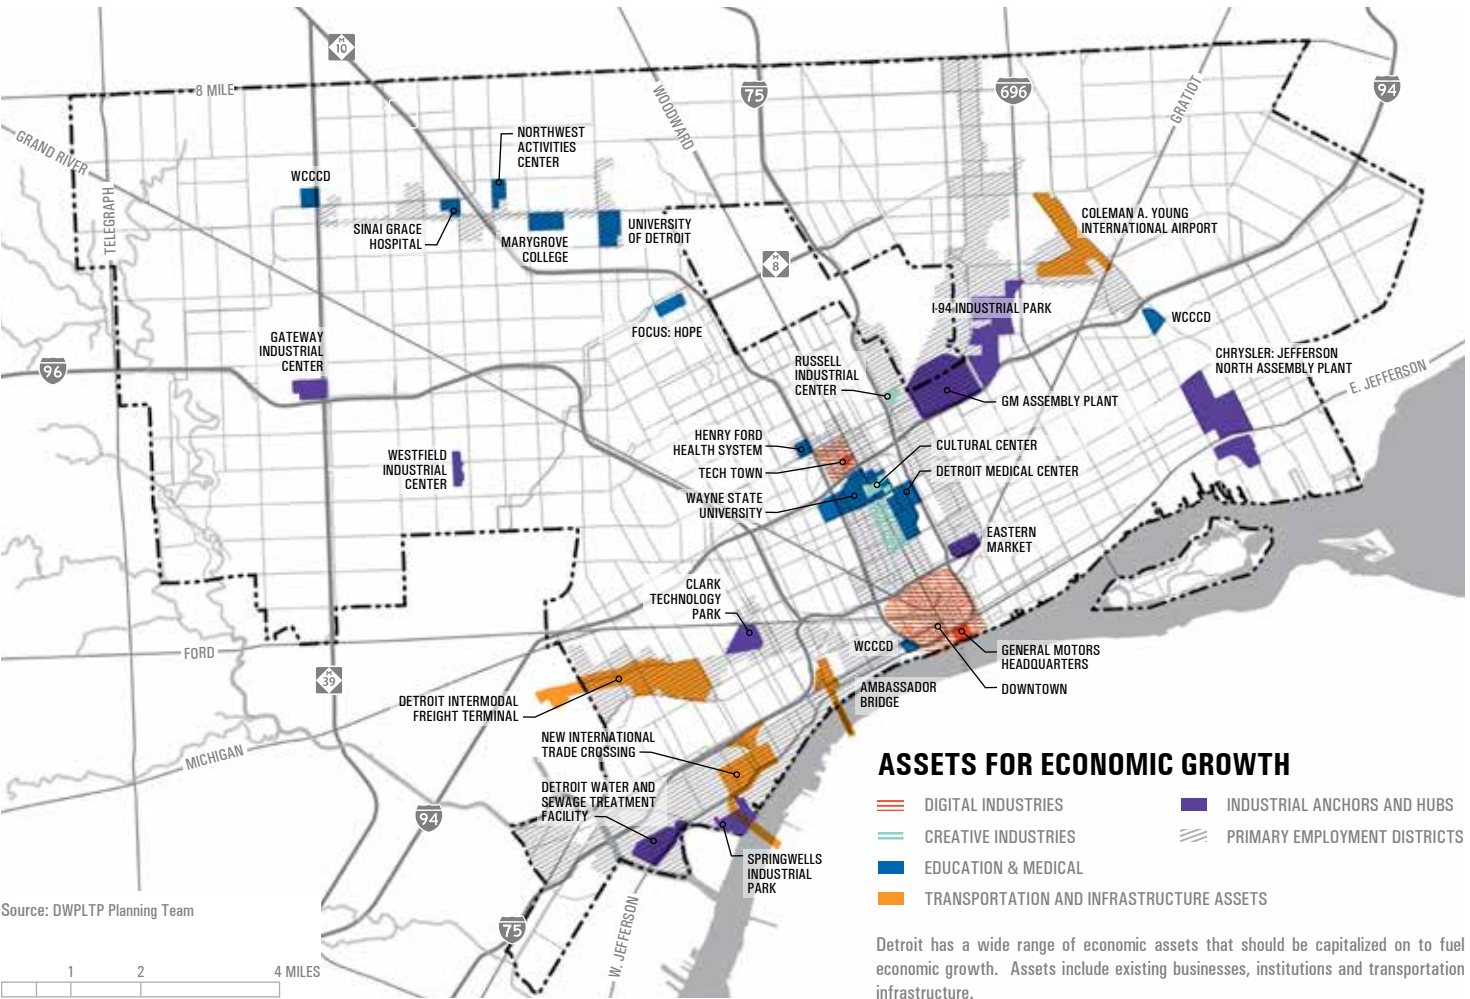 M
10
8 MILE
WOODWARD
75
696
GRATIOT
94
GRAND RIVER
TELEGRAPH
NORTHWEST
ACTIVITIES
CENTER
WCCCD
SINAI GRACE
HOSPITAL
MARYGROVE
COLLEGE
UNIVERSITY
OF DETROIT
COLEMAN A. YOUNG
INTERNATIONAL AIRPORT
M
8
FOCUS: HOPE
I-94 INDUSTRIAL PARK
WCCCD
GATEWAY
INDUSTRIAL
CENTER
96
RUSSELL
INDUSTRIAL
CENTER
CHRYSLER: JEFFERSON
NORTH ASSEMBLY PLANT
E. JEFFERSON
GM ASSEMBLY PLANT
HENRY FORD
HEALTH SYSTEM
CULTURAL CENTER
TECH TOWN
DETROIT MEDICAL CENTER
WESTFIELD
INDUSTRIAL
CENTER
WAYNE STATE
UNIVERSITY
EASTERN
MARKET
CLARK
TECHNOLOGY
PARK
FORD
WCCCD
GENERAL MOTORS
HEADQUARTERS
DOWNTOWN
M
39
AMBASSADOR
BRIDGE
DETROIT INTERMODAL
FREIGHT TERMINAL
NEW INTERNATIONAL
TRADE CROSSING
MICHIGAN
DETROIT WATER AND
SEWAGE TREATMENT
FACILITY
94
SPRINGWELLS
INDUSTRIAL
PARK
75
W. JEFFERSON
ASSETS FOR ECONOMIC GROWTH
DIGITAL INDUSTRIES
CREATIVE INDUSTRIES
EDUCATION & MEDICAL
TRANSPORTATION AND INFRASTRUCTURE ASSETS
INDUSTRIAL ANCHORS AND HUBS
PRIMARY EMPLOYMENT DISTRICTS
Detroit has a wide range of economic assets that should be capitalized on to fuel
economic growth. Assets include existing businesses, institutions and transportation
infrastructure.
Source: DWPLTP Planning Team
1 2 4 MILES